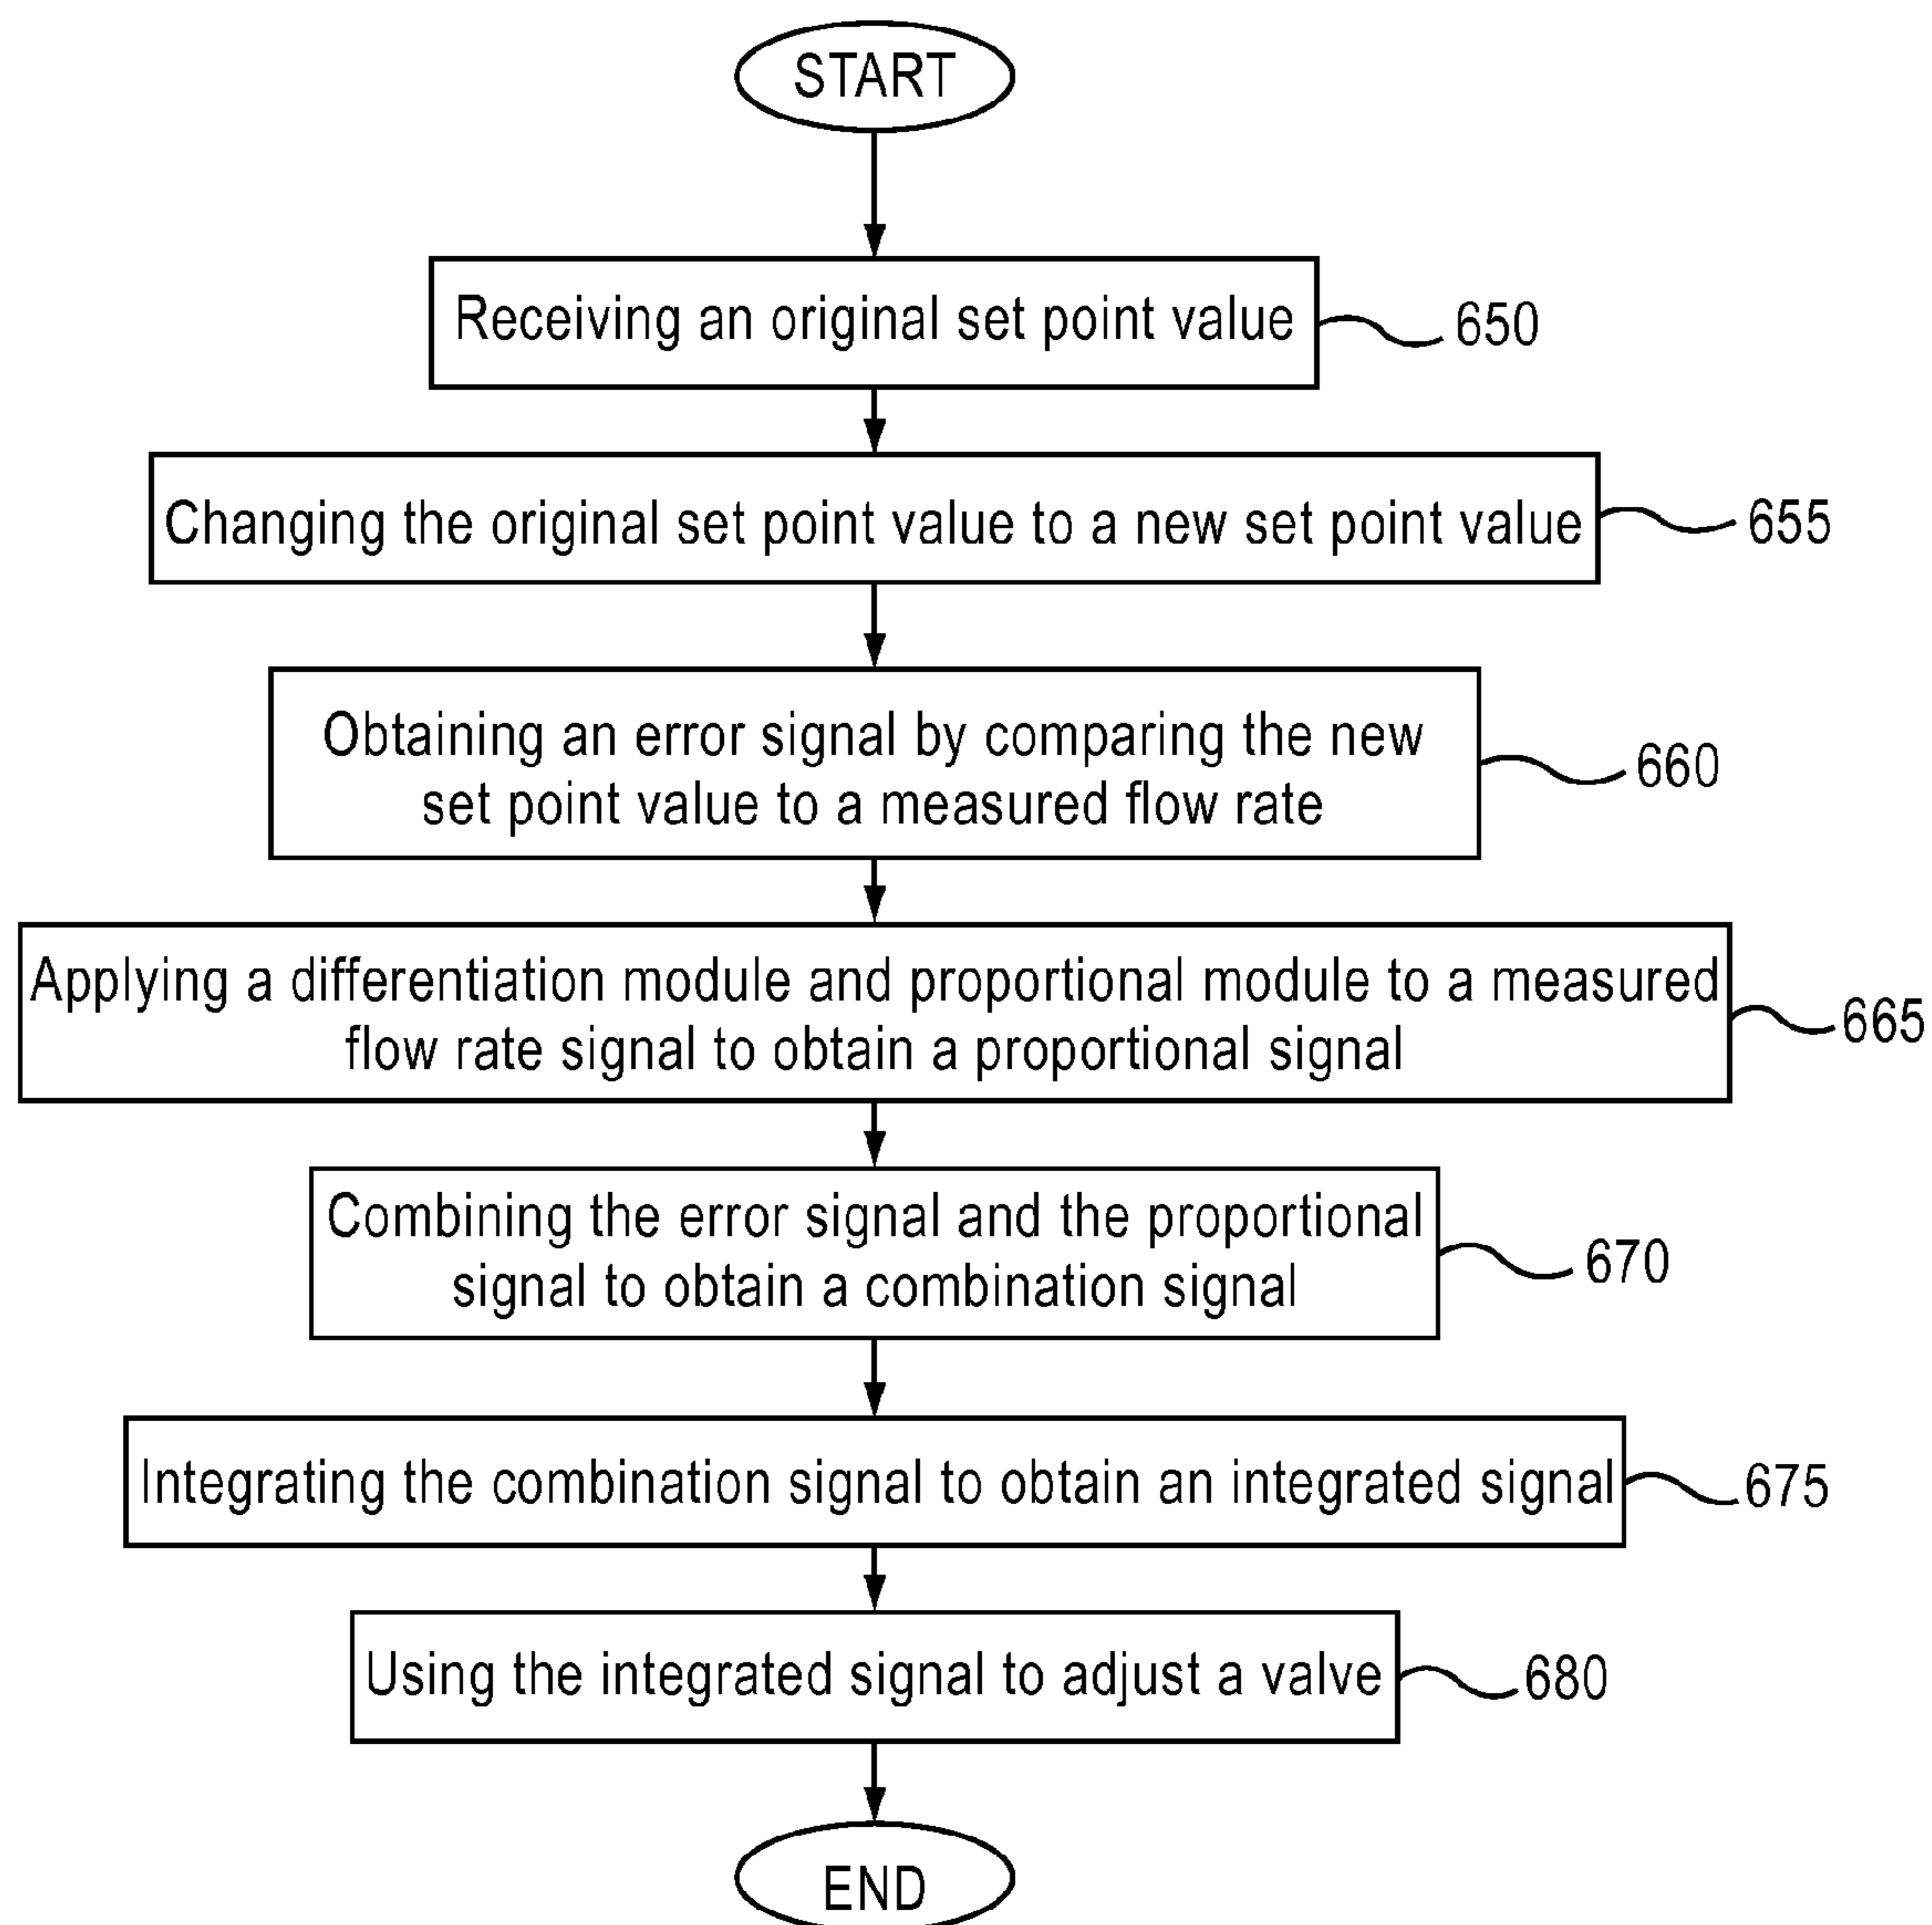 START
Receiving an original set point value
650
Changing the original set point value to a new set point value
655
Obtaining an error signal by comparing the new
set point value to a measured flow rate
660
Applying a differentiation module and proportional module to a measured
flow rate signal to obtain a proportional signal
665
Combining the error signal and the proportional
signal to obtain a combination signal
670
Integrating the combination signal to obtain an integrated signal
675
Using the integrated signal to adjust a valve
680
END